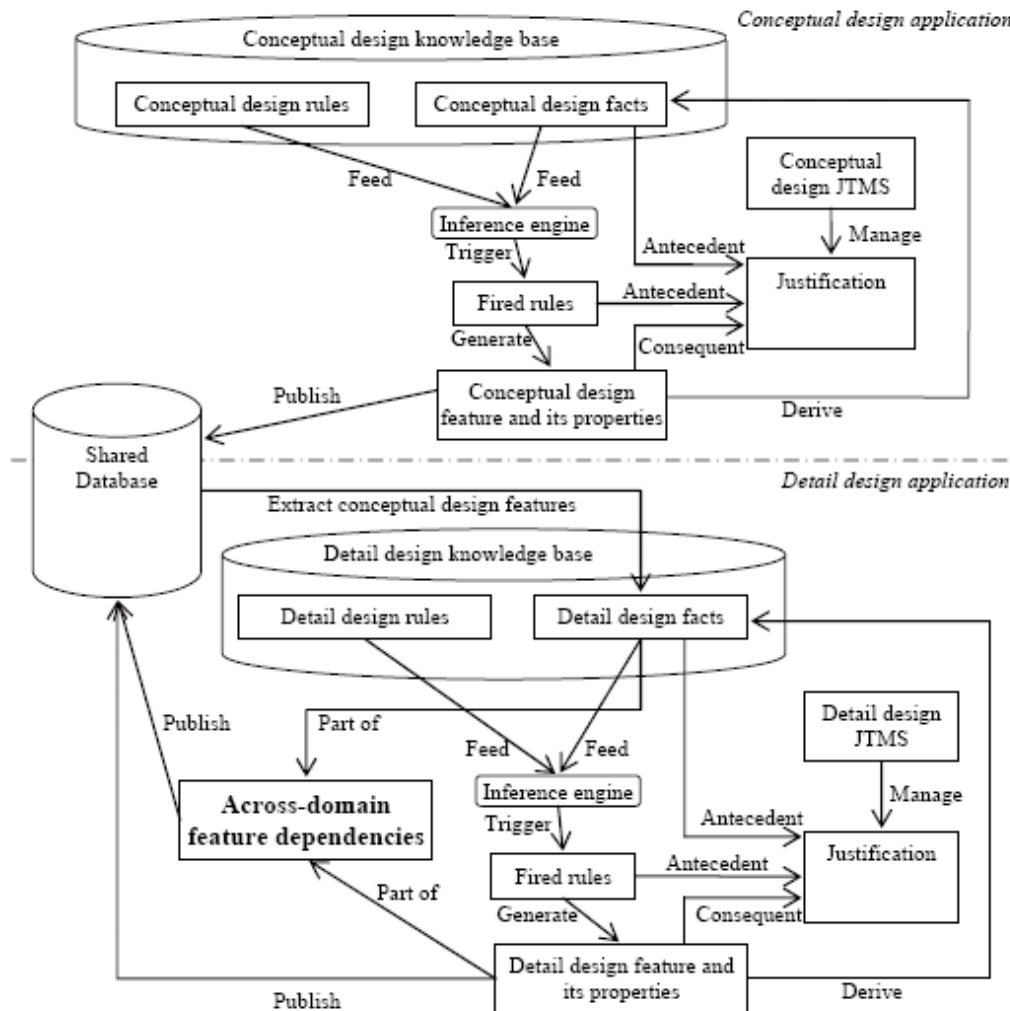 Conceptual design application
Conceptual design knowledge base
Conceptual design rules
Conceptual design facts
Feed
Feed
Conceptual
design JTMS
Inference engine
Manage
Trigger
Antecedent
Justification
Fired rules
Antecedent
Generate
Consequent
Publish
Conceptual design
feature and its properties
Derive
Shared
Database
Detail design application
Extract conceptual design features
Detail design knowledge base
Detail design rules
Detail design facts
Publish
Part of
Feed
Feed
Detail design
JTMS
Inference engine
Manage
Across-domain
feature dependencies
Trigger
Antecedent
Justification
Fired rules
Antecedent
Part of
Generate
Consequent
Detail design feature and
its properties
Publish
Derive